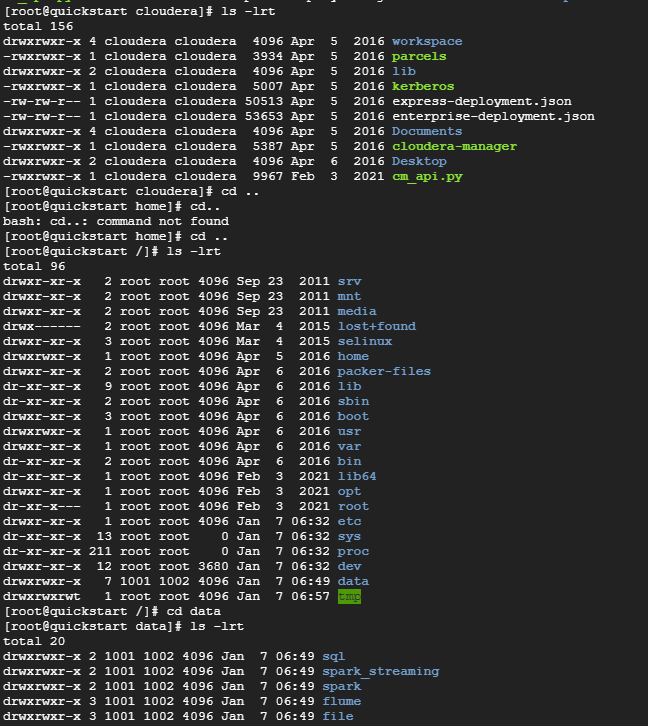 [root@quickstart cloudera]# ls -lrt
total 156
drwxrwxr-x 4 cloudera cloudera  4096 Apr  5  2016 workspace
-rwxrwxr-x 1 cloudera cloudera  3934 Apr  5  2016 parcels
drwxrwxr-x 2 cloudera cloudera  4096 Apr  5  2016 lib
-rwxrwxr-x 1 cloudera cloudera  5007 Apr  5  2016 kerberos
-rw-rw-r-- 1 cloudera cloudera 50513 Apr  5  2016 express-deployment.json
-rw-rw-r-- 1 cloudera cloudera 53653 Apr  5  2016 enterprise-deployment.json
drwxrwxr-x 4 cloudera cloudera  4096 Apr  5  2016 Documents
-rwxrwxr-x 1 cloudera cloudera  5387 Apr  5  2016 cloudera-manager
drwxrwxr-x 2 cloudera cloudera  4096 Apr  6  2016 Desktop
-rwxrwxr-x 1 cloudera cloudera  9967 Feb  3  2021 cm_api.py
[root@quickstart cloudera]# cd ..
[root@quickstart home]# cd..
bash: cd..: command not found
[root@quickstart home]# cd ..
[root@quickstart /]# ls -lrt
total 96
drwxr-xr-x   2 root root 4096 Sep 23  2011 srv
drwxr-xr-x   2 root root 4096 Sep 23  2011 mnt
drwxr-xr-x   2 root root 4096 Sep 23  2011 media
drwx------   2 root root 4096 Mar  4  2015 lost+found
drwxr-xr-x   3 root root 4096 Mar  4  2015 selinux
drwxrwxr-x   1 root root 4096 Apr  5  2016 home
drwxrwxr-x   2 root root 4096 Apr  6  2016 packer-files
dr-xr-xr-x   9 root root 4096 Apr  6  2016 lib
dr-xr-xr-x   2 root root 4096 Apr  6  2016 sbin
drwxrwxr-x   3 root root 4096 Apr  6  2016 boot
drwxrwxr-x   1 root root 4096 Apr  6  2016 usr
drwxrwxr-x   1 root root 4096 Apr  6  2016 var
dr-xr-xr-x   2 root root 4096 Apr  6  2016 bin
dr-xr-xr-x   1 root root 4096 Feb  3  2021 lib64
drwxrwxr-x   1 root root 4096 Feb  3  2021 opt
dr-xr-x---   1 root root 4096 Feb  3  2021 root
drwxrwxr-x   1 root root 4096 Jan  7 06:32 etc
dr-xr-xr-x  13 root root    0 Jan  7 06:32 sys
dr-xr-xr-x 211 root root    0 Jan  7 06:32 proc
drwxr-xr-x  12 root root 3680 Jan  7 06:32 dev
drwxrwxr-x   7 1001 1002 4096 Jan  7 06:49 data
drwxrwxrwt   1 root root 4096 Jan  7 06:57 tmp
[root@quickstart /]# cd data
[root@quickstart data]# ls -lrt
total 20
drwxrwxr-x 2 1001 1002 4096 Jan  7 06:49 sql
drwxrwxr-x 2 1001 1002 4096 Jan  7 06:49 spark_streaming
drwxrwxr-x 2 1001 1002 4096 Jan  7 06:49 spark
drwxrwxr-x 3 1001 1002 4096 Jan  7 06:49 flume
drwxrwxr-x 3 1001 1002 4096 Jan  7 06:49 file